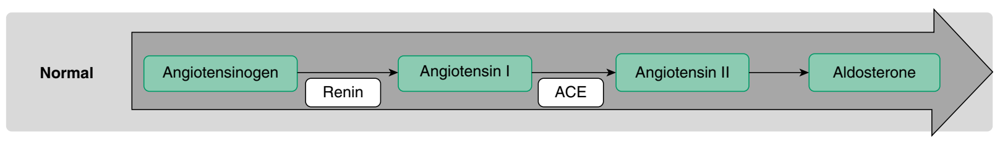 Normal
Angiotensinogen
Renin
Angiotensin I
ACE
Angiotensin II
Aldosterone